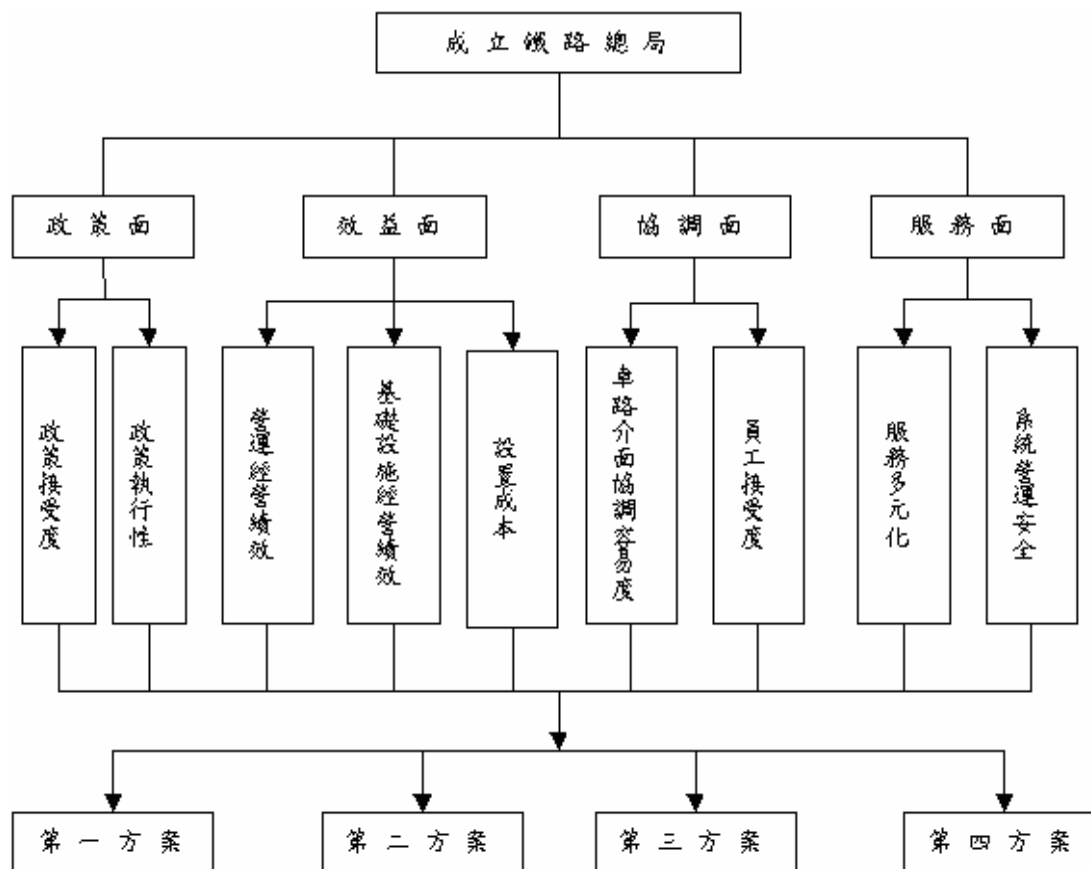 成立鐵路總局
政策面
效益面
協調面
服務面
政策接受度
政策執行性
營運經營績效
基礎設施經營績效
設置成本
車路介面協調容易度
員工接受度
服務多元化
系統營運安全
第一方案
第二方案
第三方案
第四方案